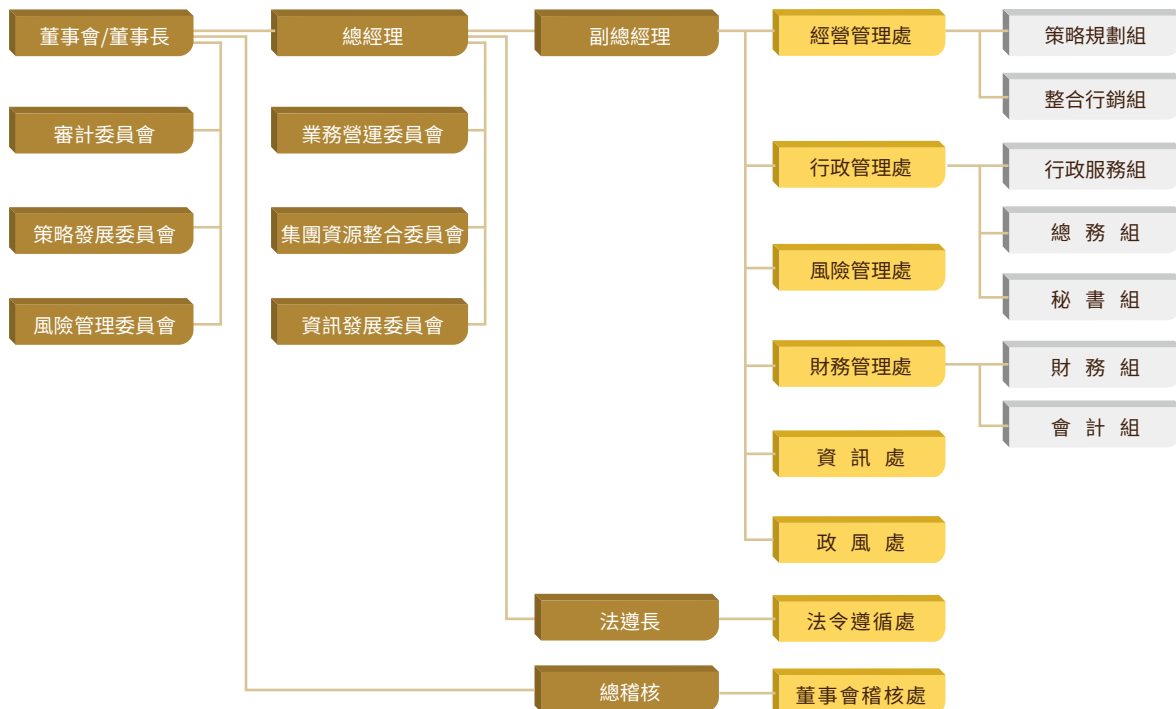 董事會/董事長
總經理
副總經理
經營管理處
策略規劃組
整合行銷組
審計委員會
業務營運委員會
行政管理處
行政服務組
策略發展委員會
集團資源整合委員會
總務組
風險管理處
秘書組
風險管理委員會
資訊發展委員會
財務管理處
財務組
會計組
資訊處
政風處
法遵長
法令遵循處
總稽核
董事會稽核處